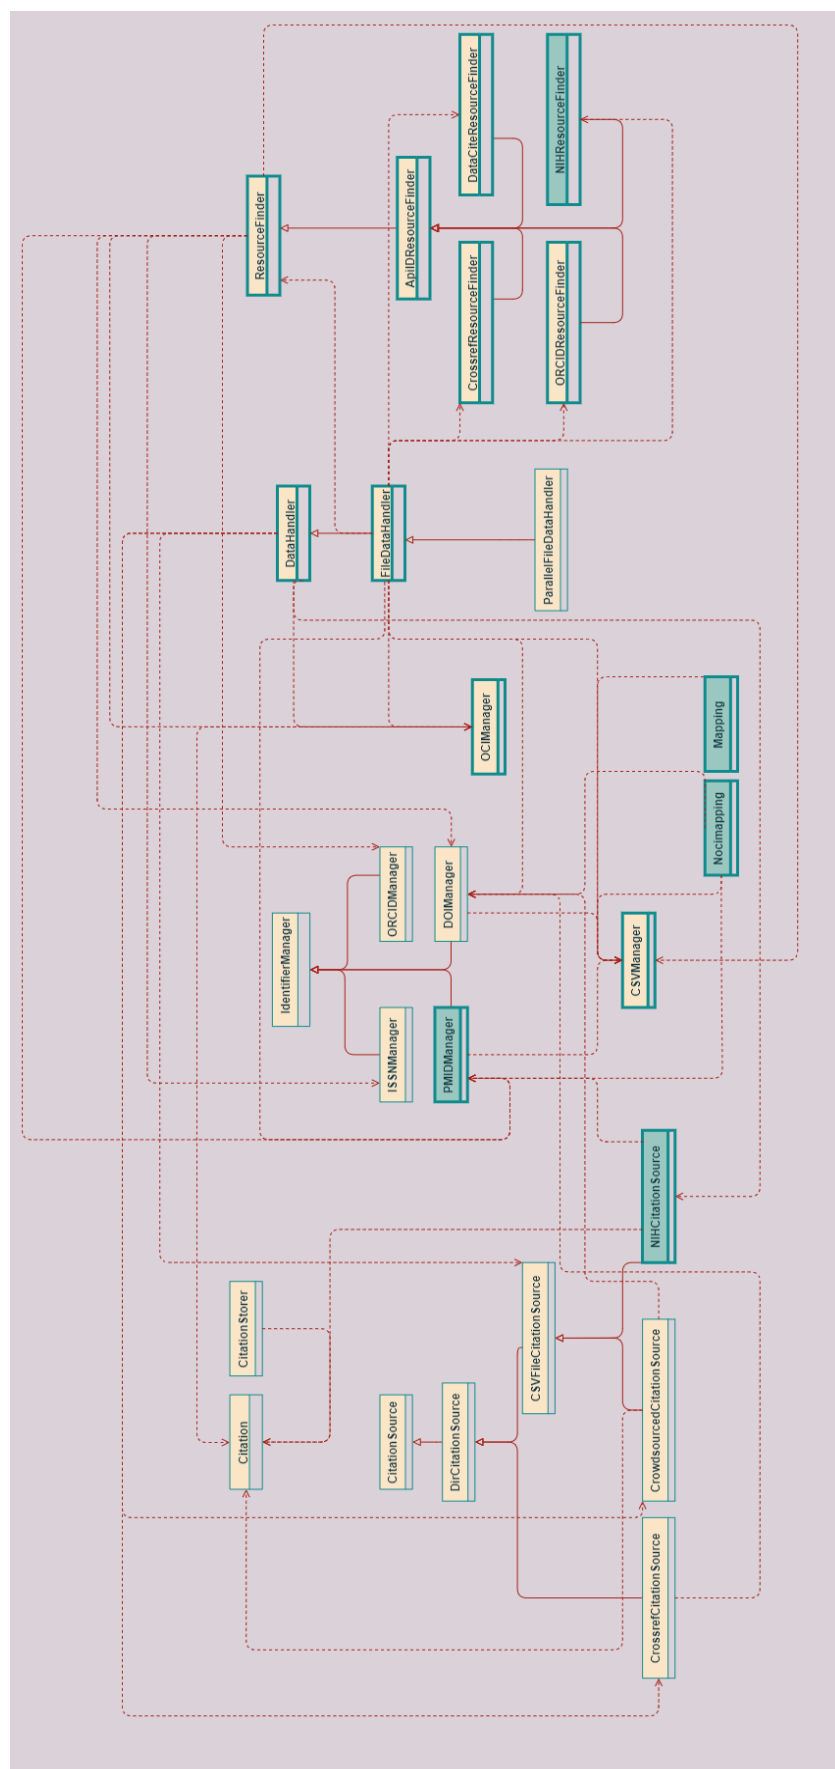 DataCiteResourceFinder
NIHResourceFinder
ApiIDResourceFinder
ResourceFinder
CrossrefResourceFinder
ORCIDResourceFinder
DataHandler
FileDataHandler
ParallelFileDataHandler
OCIManager
Mapping
Nocimapping
ORCIDManager
DOIManager
IdentifierManager
CSVManager
ISSNManager
PMIDManager
NIHCitationSource
CitationStorer
CSVFileCitationSource
Citation
CitationSource
DirCitationSource
CrowdsourcedCitationSource
CrossrefCitationSource